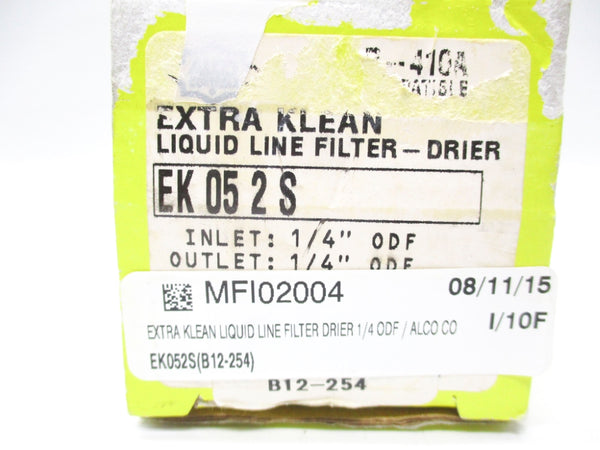 -410A
EXTRA KLEAN
LIQUID LINE FILTER - DRIER
EK 05 2 S
INLET: 1/4" ODF
OUTLET: 1/4" ODF
MFI02004 08/11/15
EXTRA KLEAN LIQUID LINE FILTER DRIER 1/4 ODF / ALCO CO I/10F
EK052S(B12-254)
B12-254